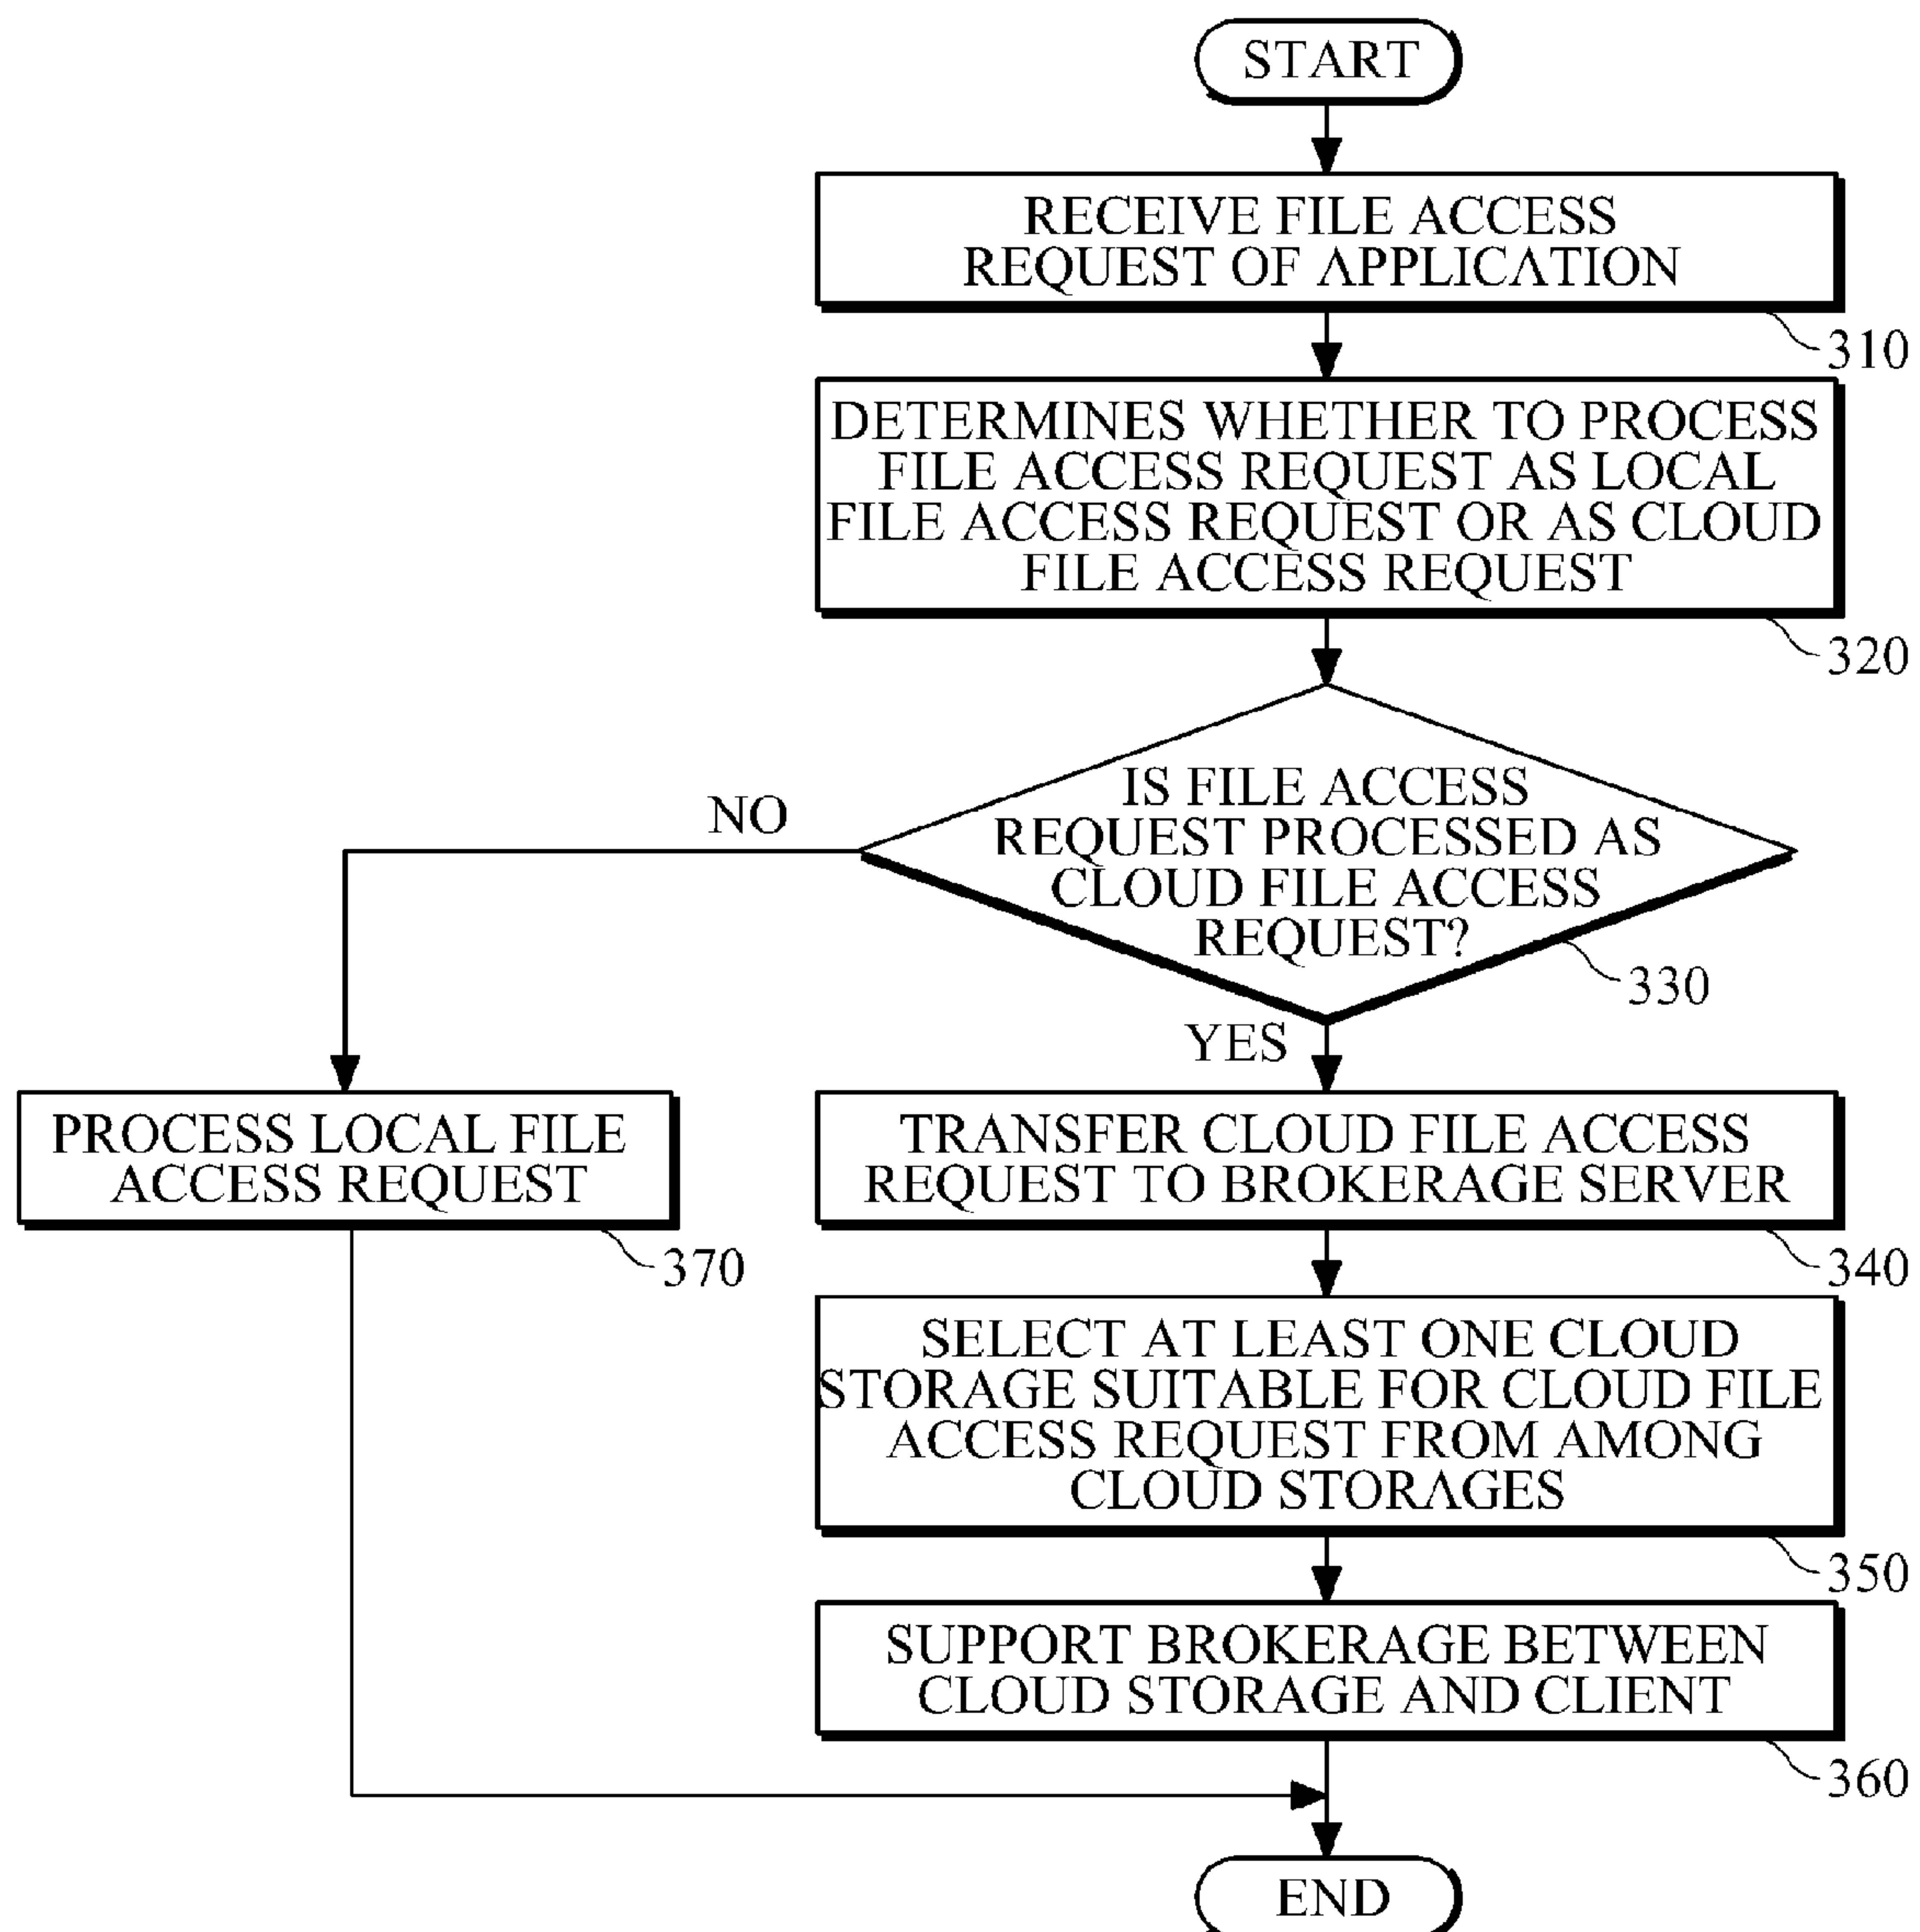 START
RECEIVE FILE ACCESS
REQUEST OF APPLICATION
310
DETERMINES WHETHER TO PROCESS
FILE ACCESS REQUEST AS LOCAL
FILE ACCESS REQUEST OR AS CLOUD
FILE ACCESS REQUEST
320
IS FILE ACCESS
REQUEST PROCESSED AS
CLOUD FILE ACCESS
REQUEST?
330
NO
YES
PROCESS LOCAL FILE
ACCESS REQUEST
370
TRANSFER CLOUD FILE ACCESS
REQUEST TO BROKERAGE SERVER
340
SELECT AT LEAST ONE CLOUD
STORAGE SUITABLE FOR CLOUD FILE
ACCESS REQUEST FROM AMONG
CLOUD STORAGES
350
SUPPORT BROKERAGE BETWEEN
CLOUD STORAGE AND CLIENT
360
END